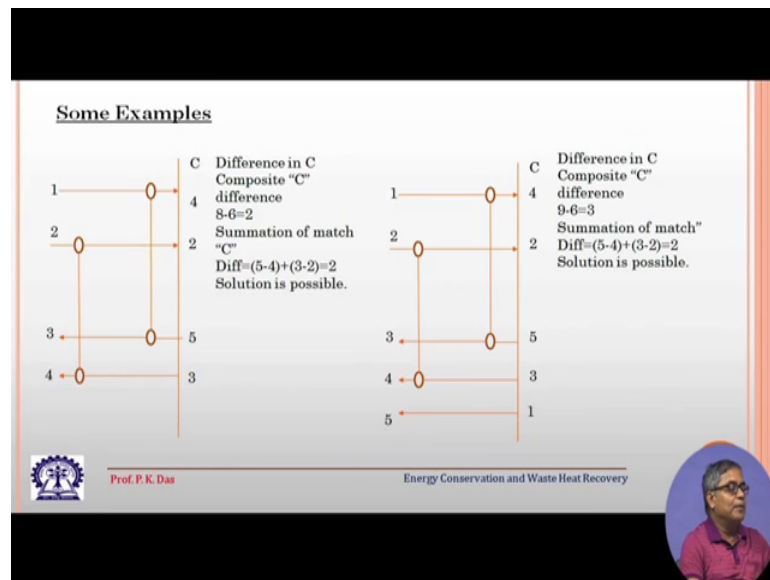 Some Examples
C
1
4
2
2
3
5
4
3
Difference in C
Composite "C"
difference
8-6=2
Summation of match
"C"
Diff=(5-4)+(3-2)=2
Solution is possible.
C
1
4
2
2
3
5
4
3
5
1
Difference in C
Composite "C"
difference
9-6=3
Summation of match"
Diff=(5-4)+(3-2)=2
Solution is possible.
Prof. P. K. Das
Energy Conservation and Waste Heat Recovery